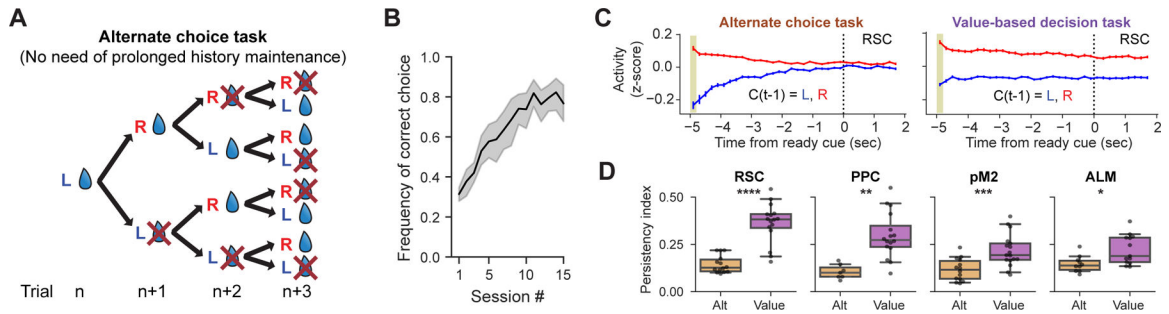 A
Alternate choice task
(No need of prolonged history maintenance)
L
R
L
R
L
R
L
R
L
R
L
R
L
R
L
Trial n n+1 n+2 n+3
B
Frequency of correct choice
1.0
0.8
0.6
0.4
0.2
0.0
1 5 10 15
Session #
C
Alternate choice task
RSC
Activity
(z-score)
0.2
0.0
−0.2
C(t-1) = L, R
−5 −4 −3 −2 −1 0 1 2
Time from ready cue (sec)
Value-based decision task
RSC
C(t-1) = L, R
−5 −4 −3 −2 −1 0 1 2
Time from ready cue (sec)
D
Persistency index
0.50
0.25
0.00
RSC
****
Alt Value
PPC
**
Alt Value
pM2
***
Alt Value
ALM
*
Alt Value